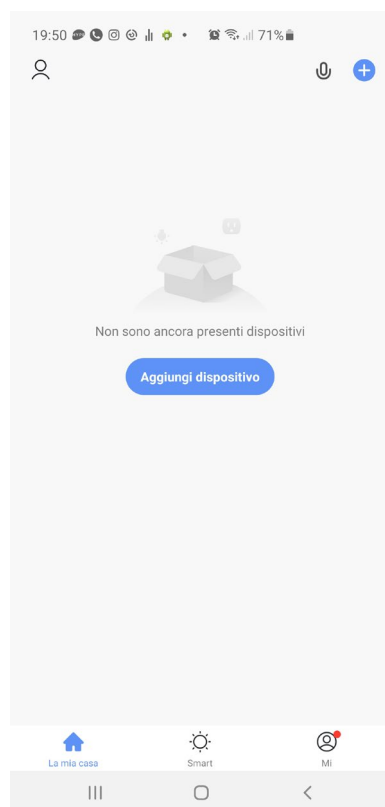 19:50 71%
Non sono ancora presenti dispositivi
Aggiungi dispositivo
La mia casa Smart Mi